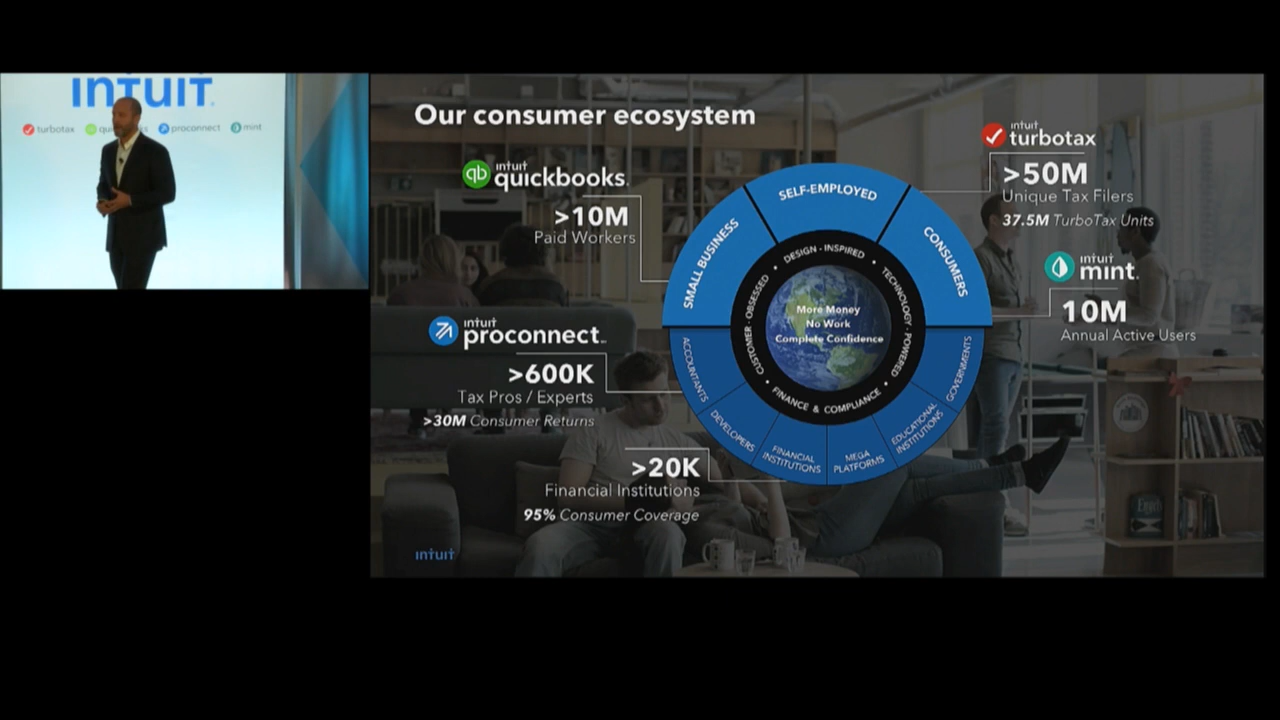 ıntuıt
turbotax
proconnect
mint
Our consumer ecosystem
intuit
quickbooks.
>10M
Paid Workers
intuit
turbotax
>50M
Unique Tax Filers
37.5M TurboTax Units
intuit
mint.
10M
Annual Active Users
intuit
proconnect
>600K
Tax Pros / Experts
>30M Consumer Returns
>20K
Financial Institutions
95% Consumer Coverage
SMALL BUSINESS
SELF-EMPLOYED
CONSUMERS
CUSTOMER - OBSESSED • DESIGN - INSPIRED • TECHNOLOGY - POWERED • FINANCE & COMPLIANCE •
More Money
No Work
Complete Confidence
ACCOUNTANTS
DEVELOPERS
FINANCIAL
INSTITUTIONS
MEGA
PLATFORMS
EDUCATIONAL
INSTITUTIONS
GOVERNMENTS
intuit